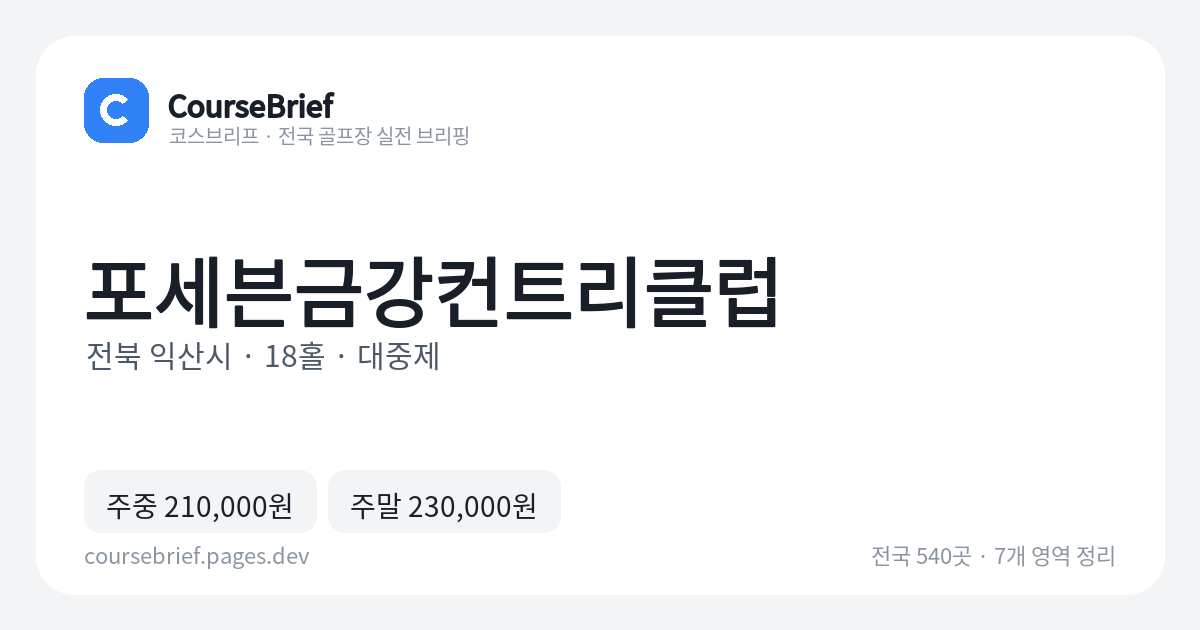 CourseBrief
코스브리프 · 전국 골프장 실전 브리핑
포세븐금강컨트리클럽
전북 익산시 · 18홀 · 대중제
주중 210,000원 주말 230,000원
coursebrief.pages.dev 전국 540곳 · 7개 영역 정리